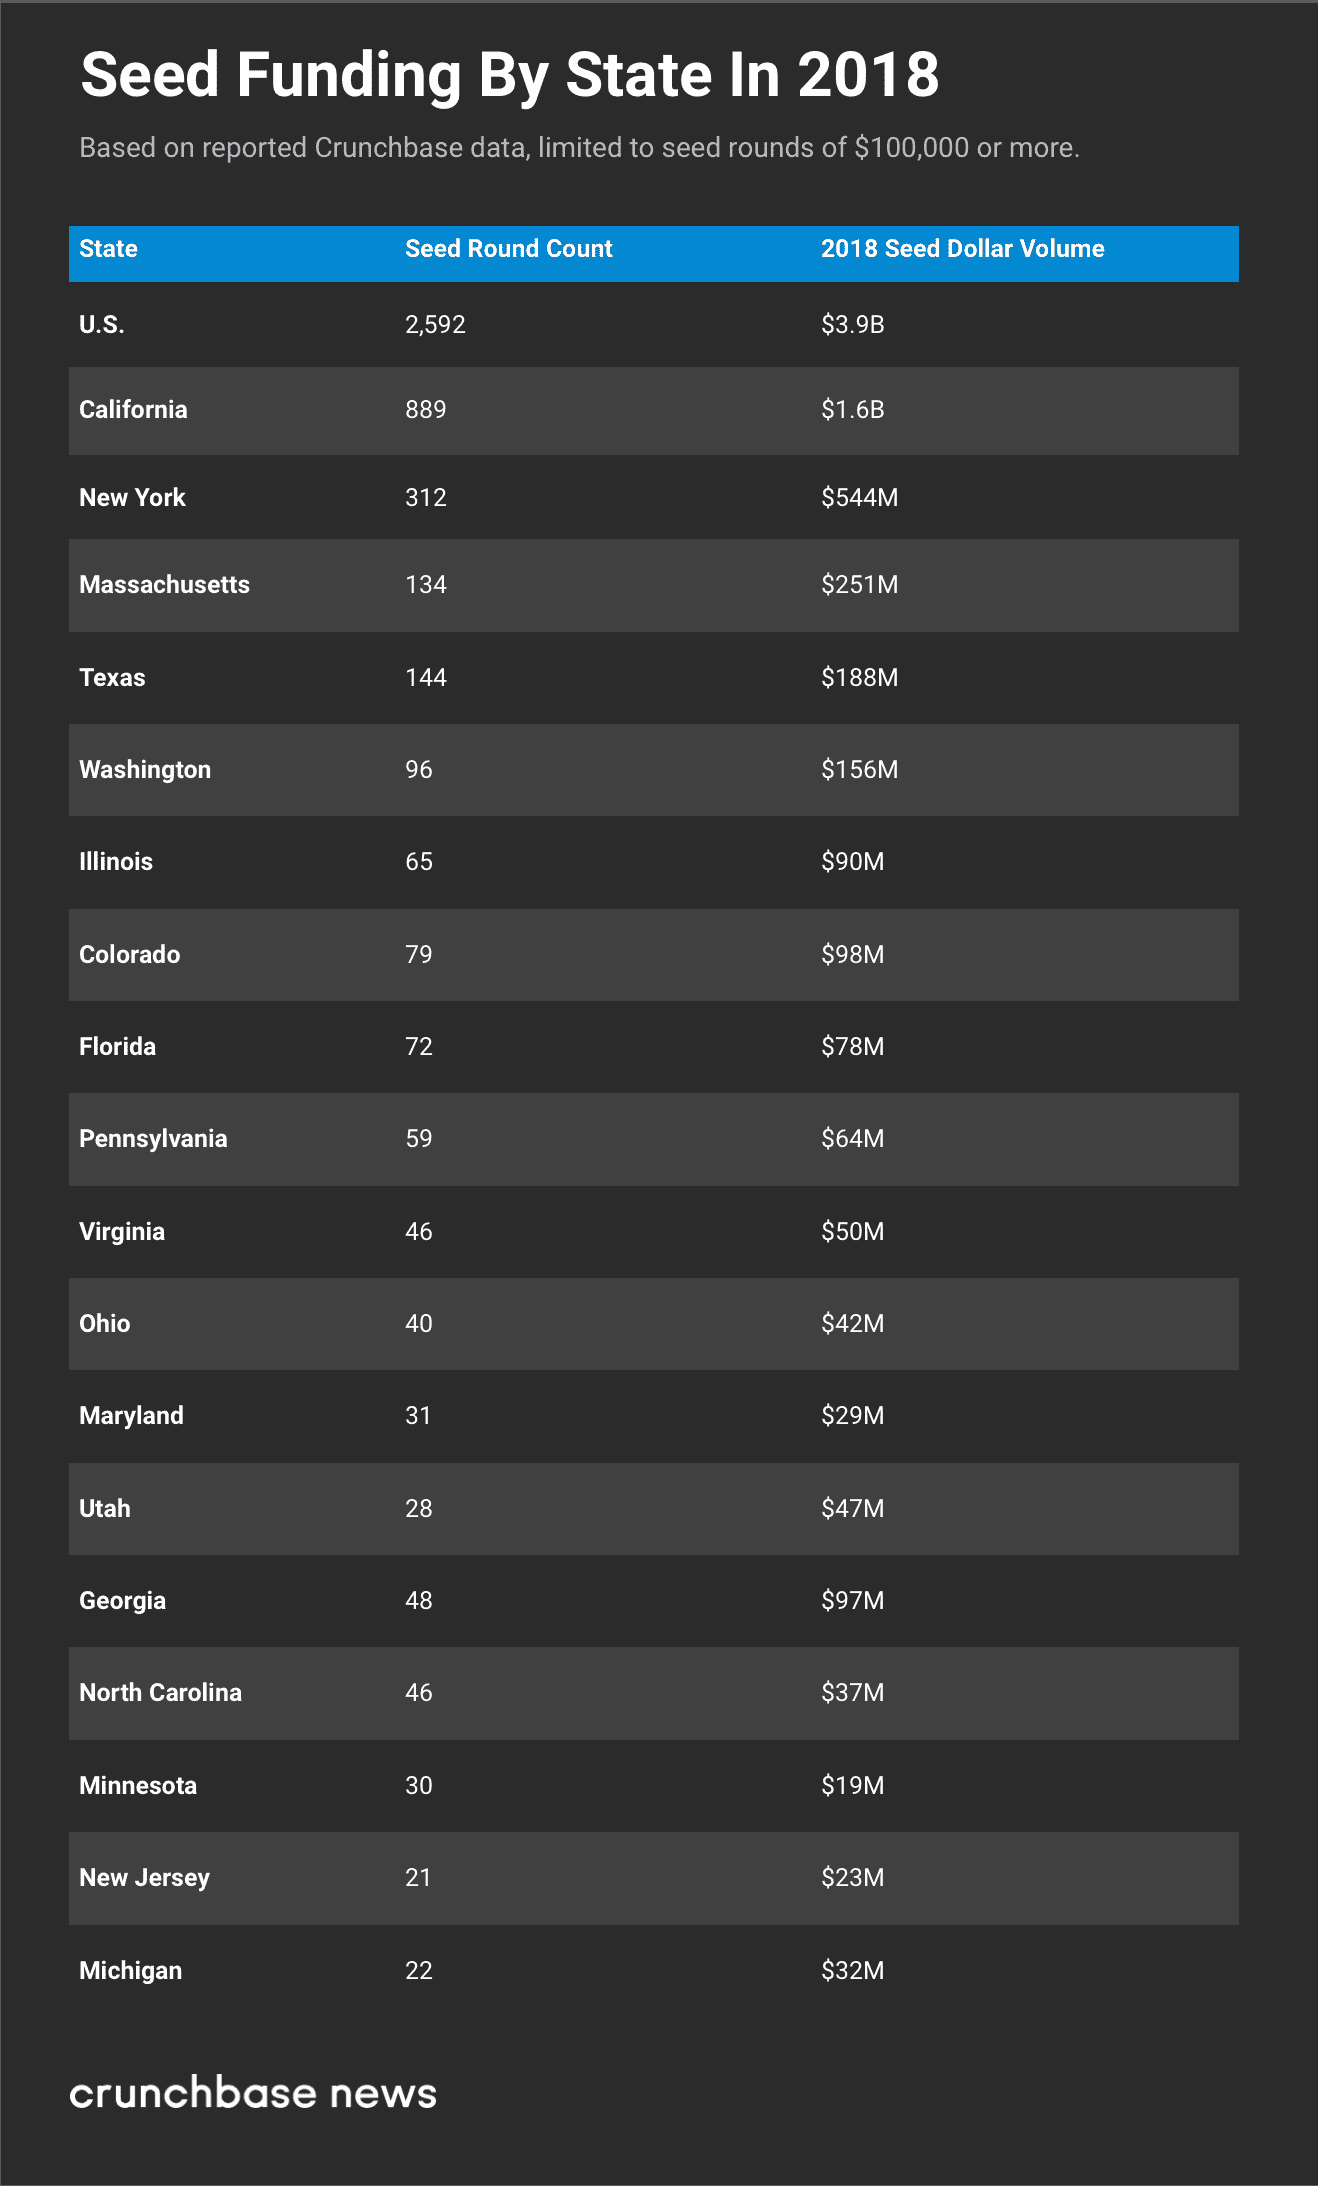 Seed Funding By State In 2018
Based on reported Crunchbase data, limited to seed rounds of $100,000 or more.
State Seed Round Count 2018 Seed Dollar Volume
U.S. 2,592 $3.9B
California 889 $1.6B
New York 312 $544M
Massachusetts 134 $251M
Texas 144 $188M
Washington 96 $156M
Illinois 65 $90M
Colorado 79 $98M
Florida 72 $78M
Pennsylvania 59 $64M
Virginia 46 $50M
Ohio 40 $42M
Maryland 31 $29M
Utah 28 $47M
Georgia 48 $97M
North Carolina 46 $37M
Minnesota 30 $19M
New Jersey 21 $23M
Michigan 22 $32M
crunchbase news